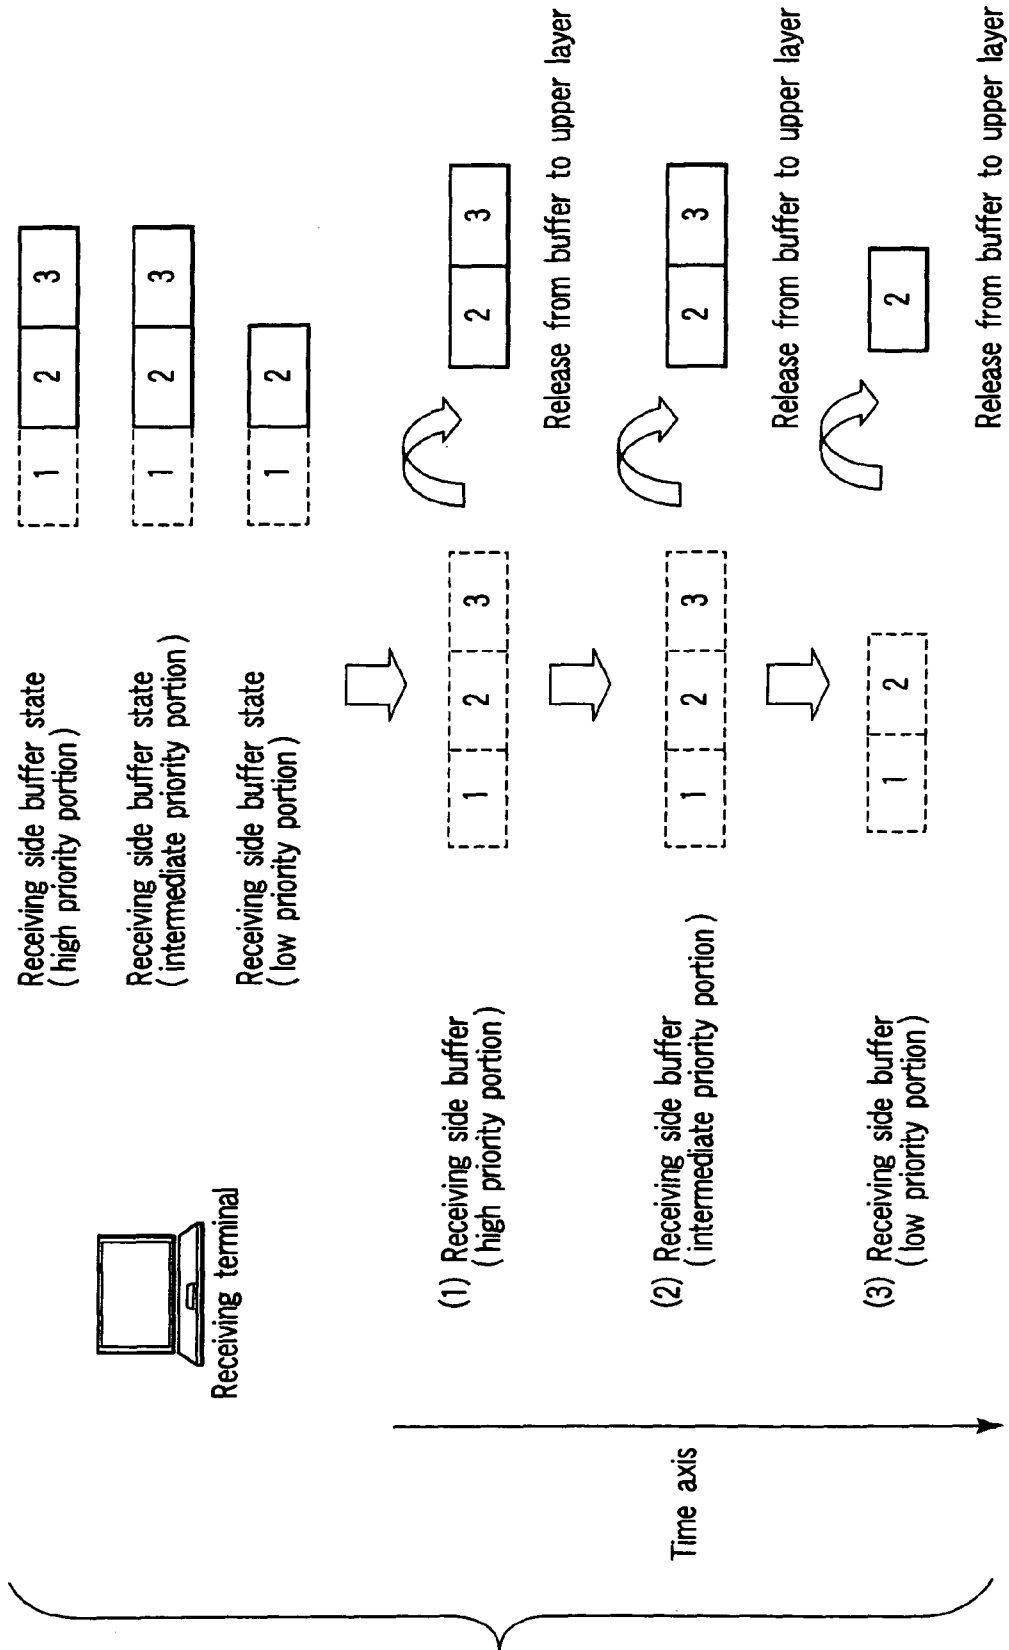 Receiving terminal
Receiving side buffer state
(high priority portion)
1 2 3
Receiving side buffer state
(intermediate priority portion)
1 2 3
Receiving side buffer state
(low priority portion)
1 2
Time axis
(1) Receiving side buffer
(high priority portion)
1 2 3
2 3
Release from buffer to upper layer
(2) Receiving side buffer
(intermediate priority portion)
1 2 3
2 3
Release from buffer to upper layer
(3) Receiving side buffer
(low priority portion)
1 2
2
Release from buffer to upper layer